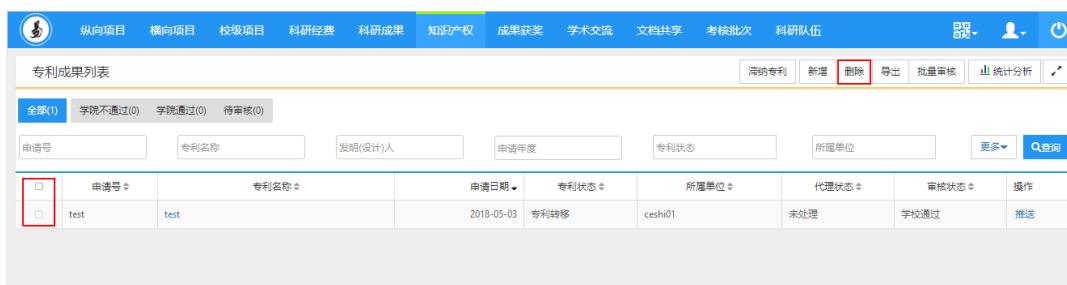 纵向项目 横向项目 校级项目 科研经费 科研成果 知识产权 成果获奖 学术交流 文档共享 考核批次 科研队伍
专利成果列表 滞纳专利 新增 删除 导出 批量审核 统计分析
全部(1) 学院不通过(0) 学院通过(0) 待审核(0)
申请号 专利名称 发明(设计)人 申请年度 专利状态 所属单位 更多 查询
申请号 专利名称 申请日期 专利状态 所属单位 代理状态 审核状态 操作
test test 2018-05-03 专利转移 ceshi01 未处理 学校通过 推送